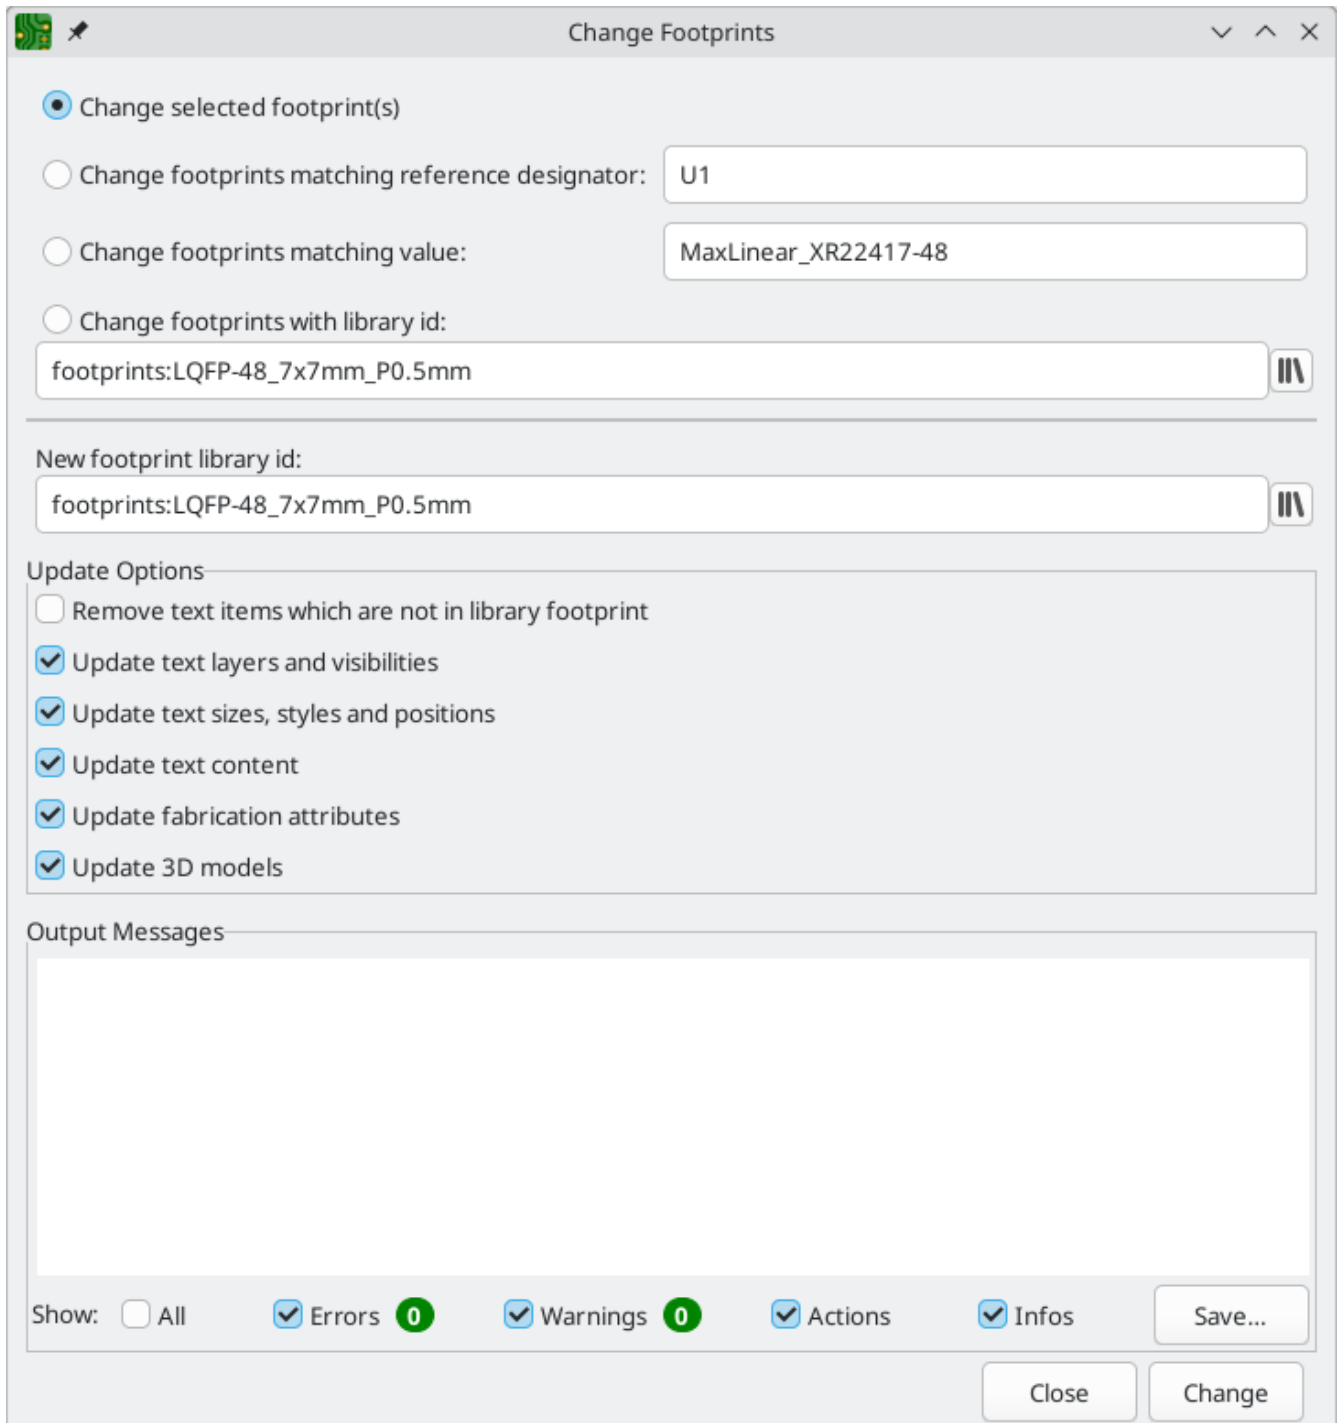 Change Footprints
Change selected footprint(s)
Change footprints matching reference designator: U1
Change footprints matching value: MaxLinear_XR22417-48
Change footprints with library id:
footprints:LQFP-48_7x7mm_P0.5mm
New footprint library id:
footprints:LQFP-48_7x7mm_P0.5mm
Update Options
Remove text items which are not in library footprint
Update text layers and visibilities
Update text sizes, styles and positions
Update text content
Update fabrication attributes
Update 3D models
Output Messages
Show: All Errors 0 Warnings 0 Actions Infos Save...
Close Change